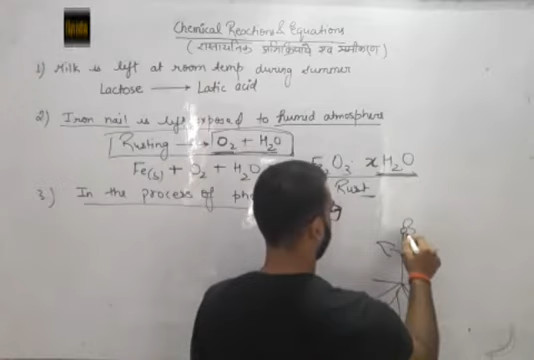 Chemical Reactions & Equations
(रासायनिक अभिक्रियाएँ एवं समीकरण)
1) Milk is left at room temp during summer
Lactose → Latic acid
2) Iron nail is left exposed to humid atmosphere
Rusting → O₂ + H₂O
Fe(s) + O₂ + H₂O Fe₂O₃ xH₂O
Rust
3) In the process of